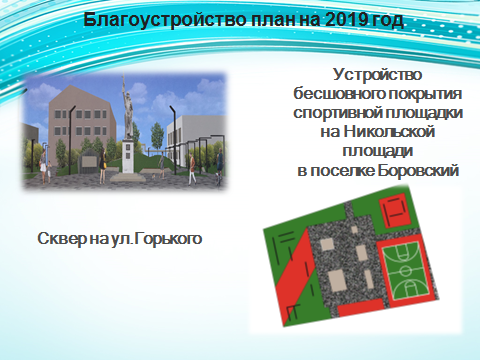 Благоустройство план на 2019 год
Устройство
бесшовного покрытия
спортивной площадки
на Никольской
площади
в поселке Боровский
Сквер на ул.Горького